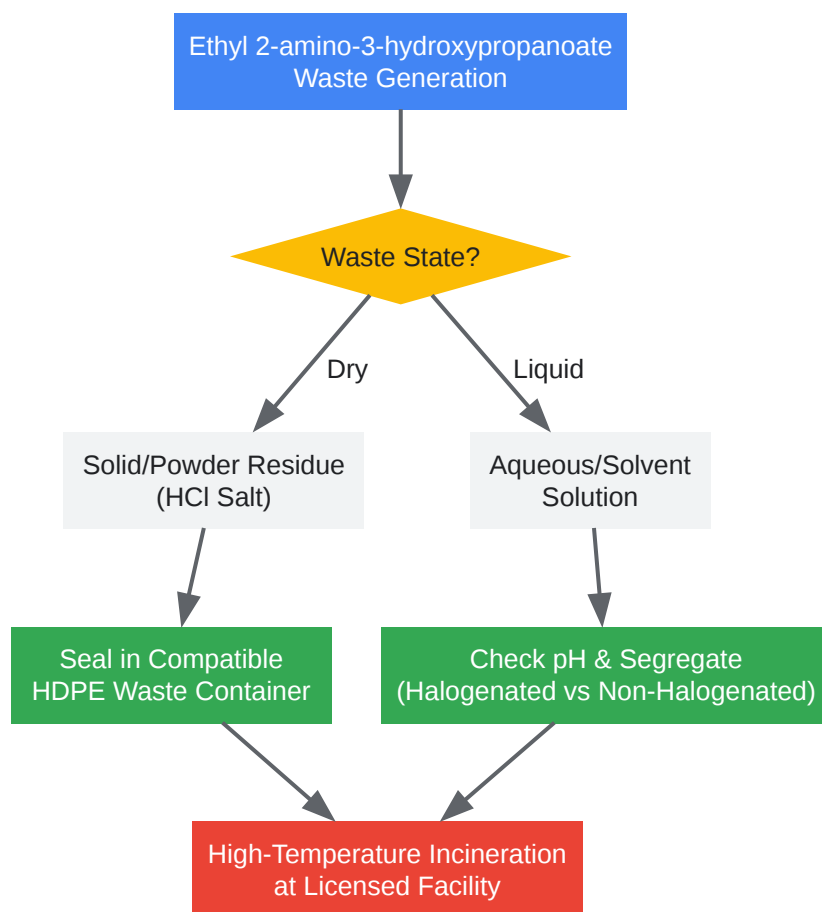 Ethyl 2-amino-3-hydroxypropanoate
Waste Generation
Waste State?
Dry
Liquid
Solid/Powder Residue
(HCl Salt)
Aqueous/Solvent
Solution
Seal in Compatible
HDPE Waste Container
Check pH & Segregate
(Halogenated vs Non-Halogenated)
High-Temperature Incineration
at Licensed Facility